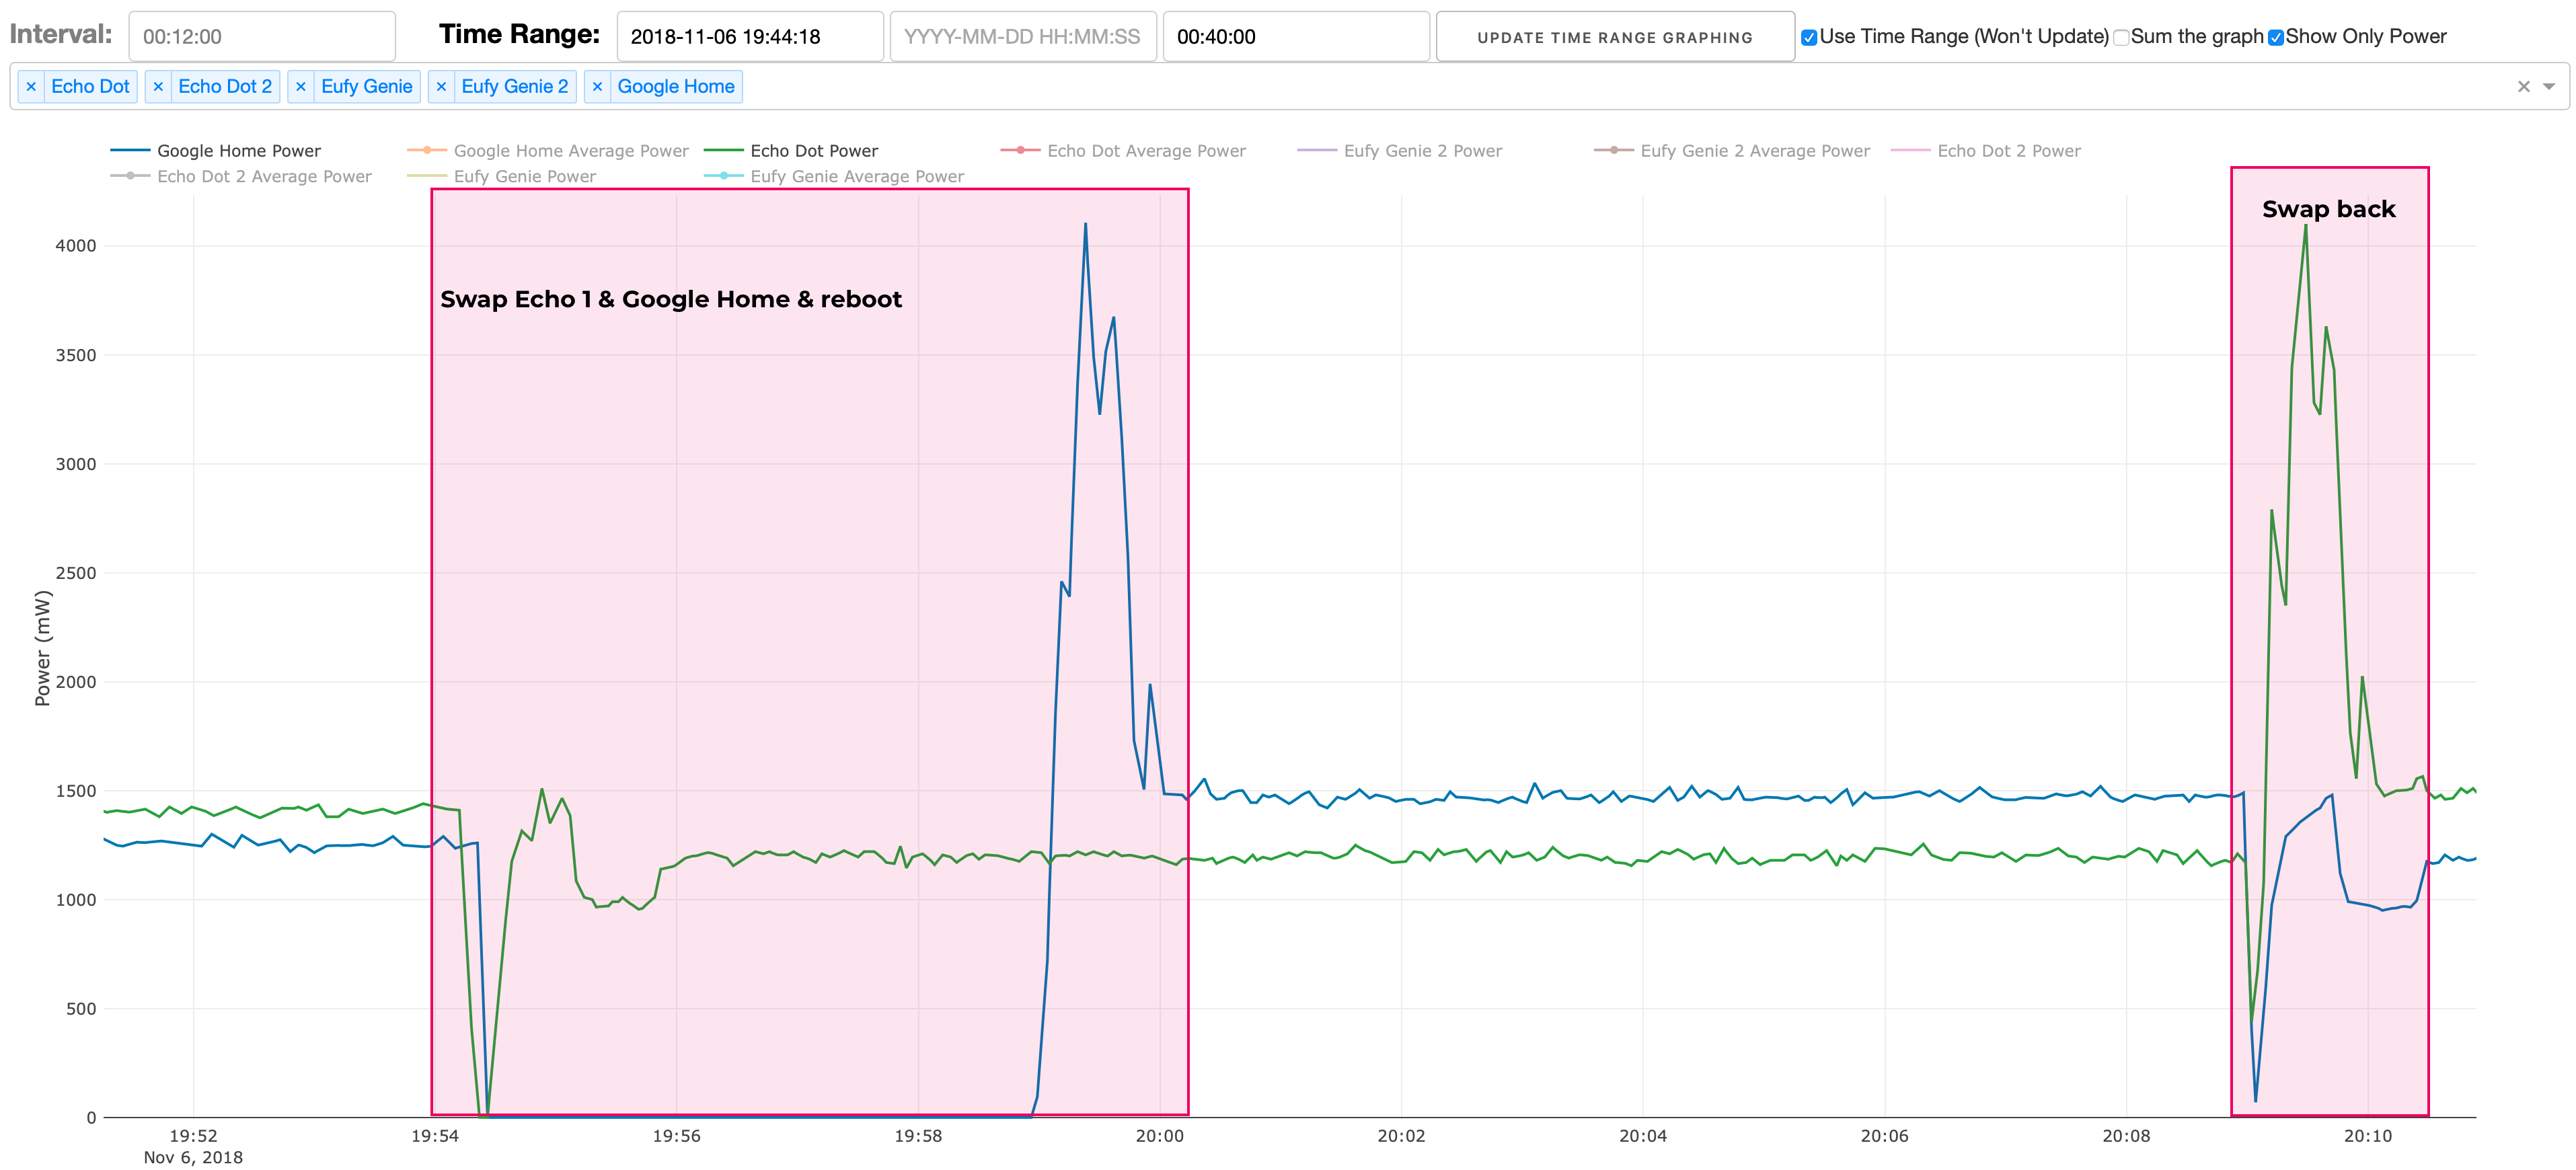 Interval: 00:12:00 Time Range: 2018-11-06 19:44:18 YYYY-MM-DD HH:MM:SS 00:40:00 UPDATE TIME RANGE GRAPHING Use Time Range (Won't Update) Sum the graph Show Only Power
× Echo Dot × Echo Dot 2 × Eufy Genie × Eufy Genie 2 × Google Home ×
Google Home Power Google Home Average Power Echo Dot Power Echo Dot Average Power Eufy Genie 2 Power Eufy Genie 2 Average Power Echo Dot 2 Power
Echo Dot 2 Average Power Eufy Genie Power Eufy Genie Average Power
Swap back
Swap Echo 1 & Google Home & reboot
Power (mW)
4000
3500
3000
2500
2000
1500
1000
500
0
19:52 19:54 19:56 19:58 20:00 20:02 20:04 20:06 20:08 20:10
Nov 6, 2018